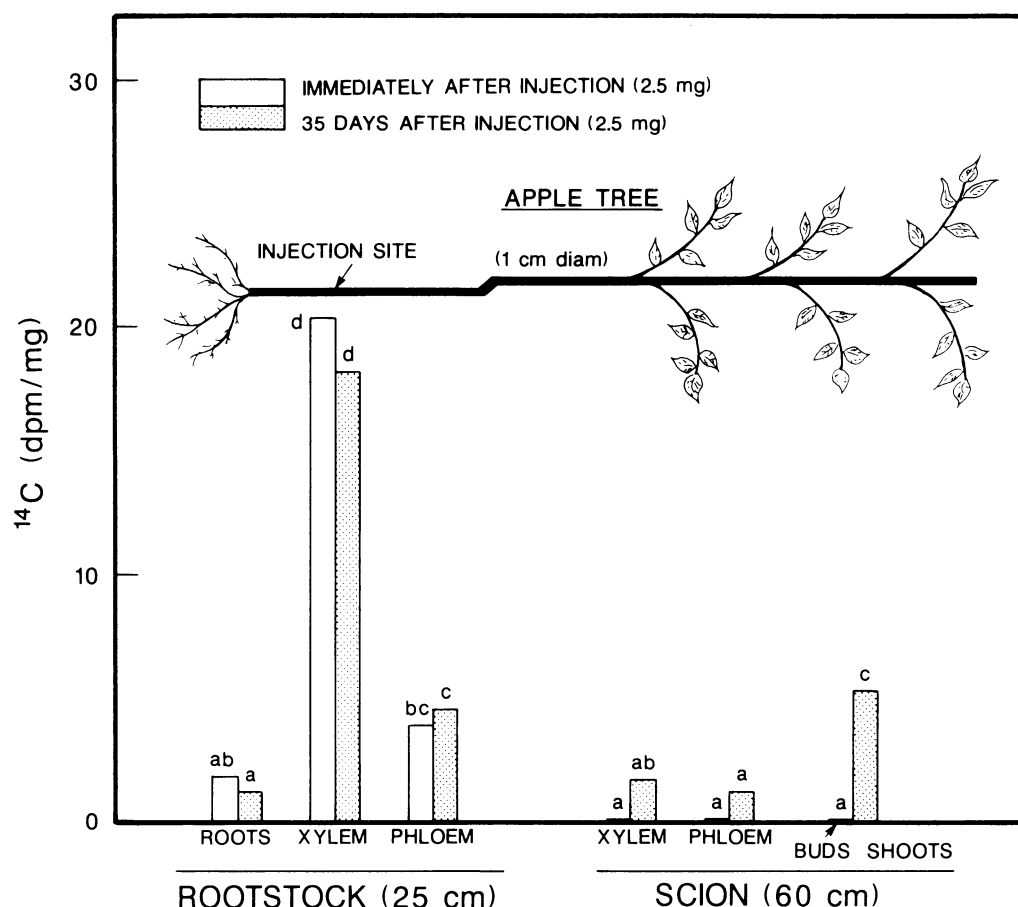 30
IMMEDIATELY AFTER INJECTION (2.5 mg)
35 DAYS AFTER INJECTION (2.5 mg)
APPLE TREE
INJECTION SITE
(1 cm diam)
20
d
d
¹⁴C (dpm/mg)
10
c
bc
c
ab
a
a
ab
a
a
a
0
ROOTS XYLEM PHLOEM XYLEM PHLOEM
BUDS SHOOTS
ROOTSTOCK (25 cm) SCION (60 cm)